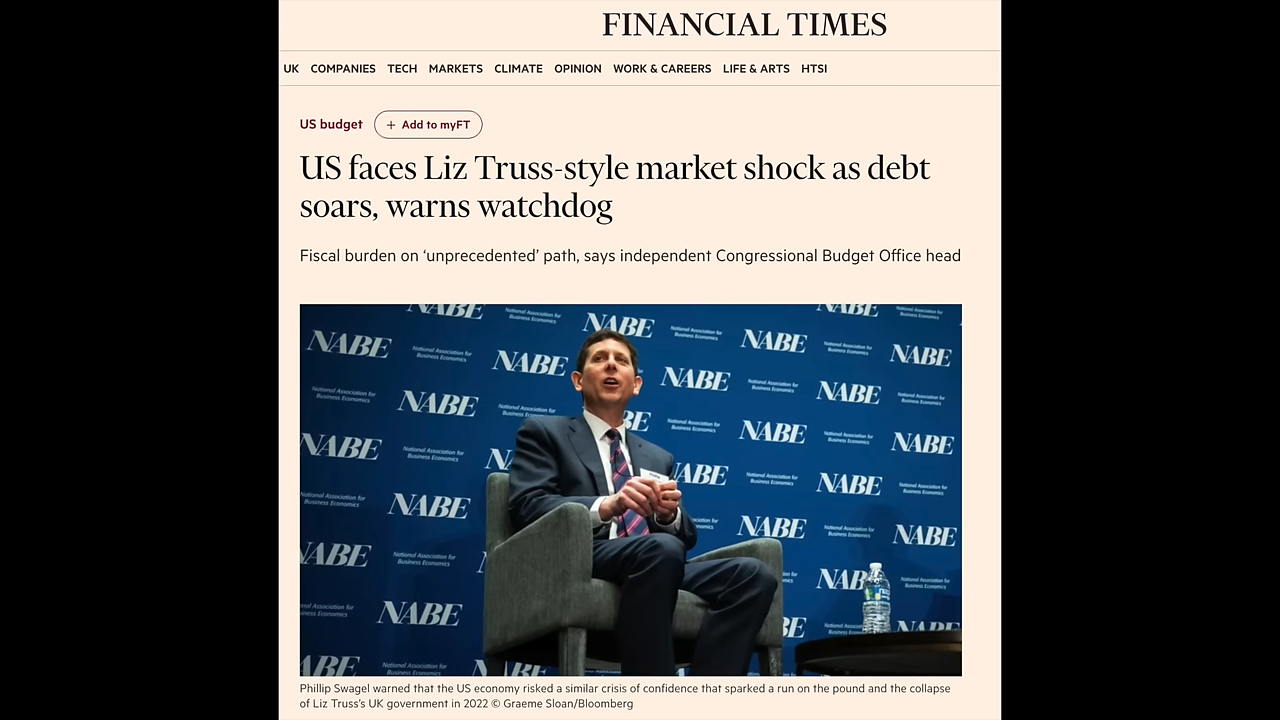 FINANCIAL TIMES
UK COMPANIES TECH MARKETS CLIMATE OPINION WORK & CAREERS LIFE & ARTS HTSI
US budget + Add to myFT
US faces Liz Truss-style market shock as debt
soars, warns watchdog
Fiscal burden on ‘unprecedented’ path, says independent Congressional Budget Office head
NABE
National Association for
Business Economics
Phillip Swagel warned that the US economy risked a similar crisis of confidence that sparked a run on the pound and the collapse
of Liz Truss’s UK government in 2022 © Graeme Sloan/Bloomberg